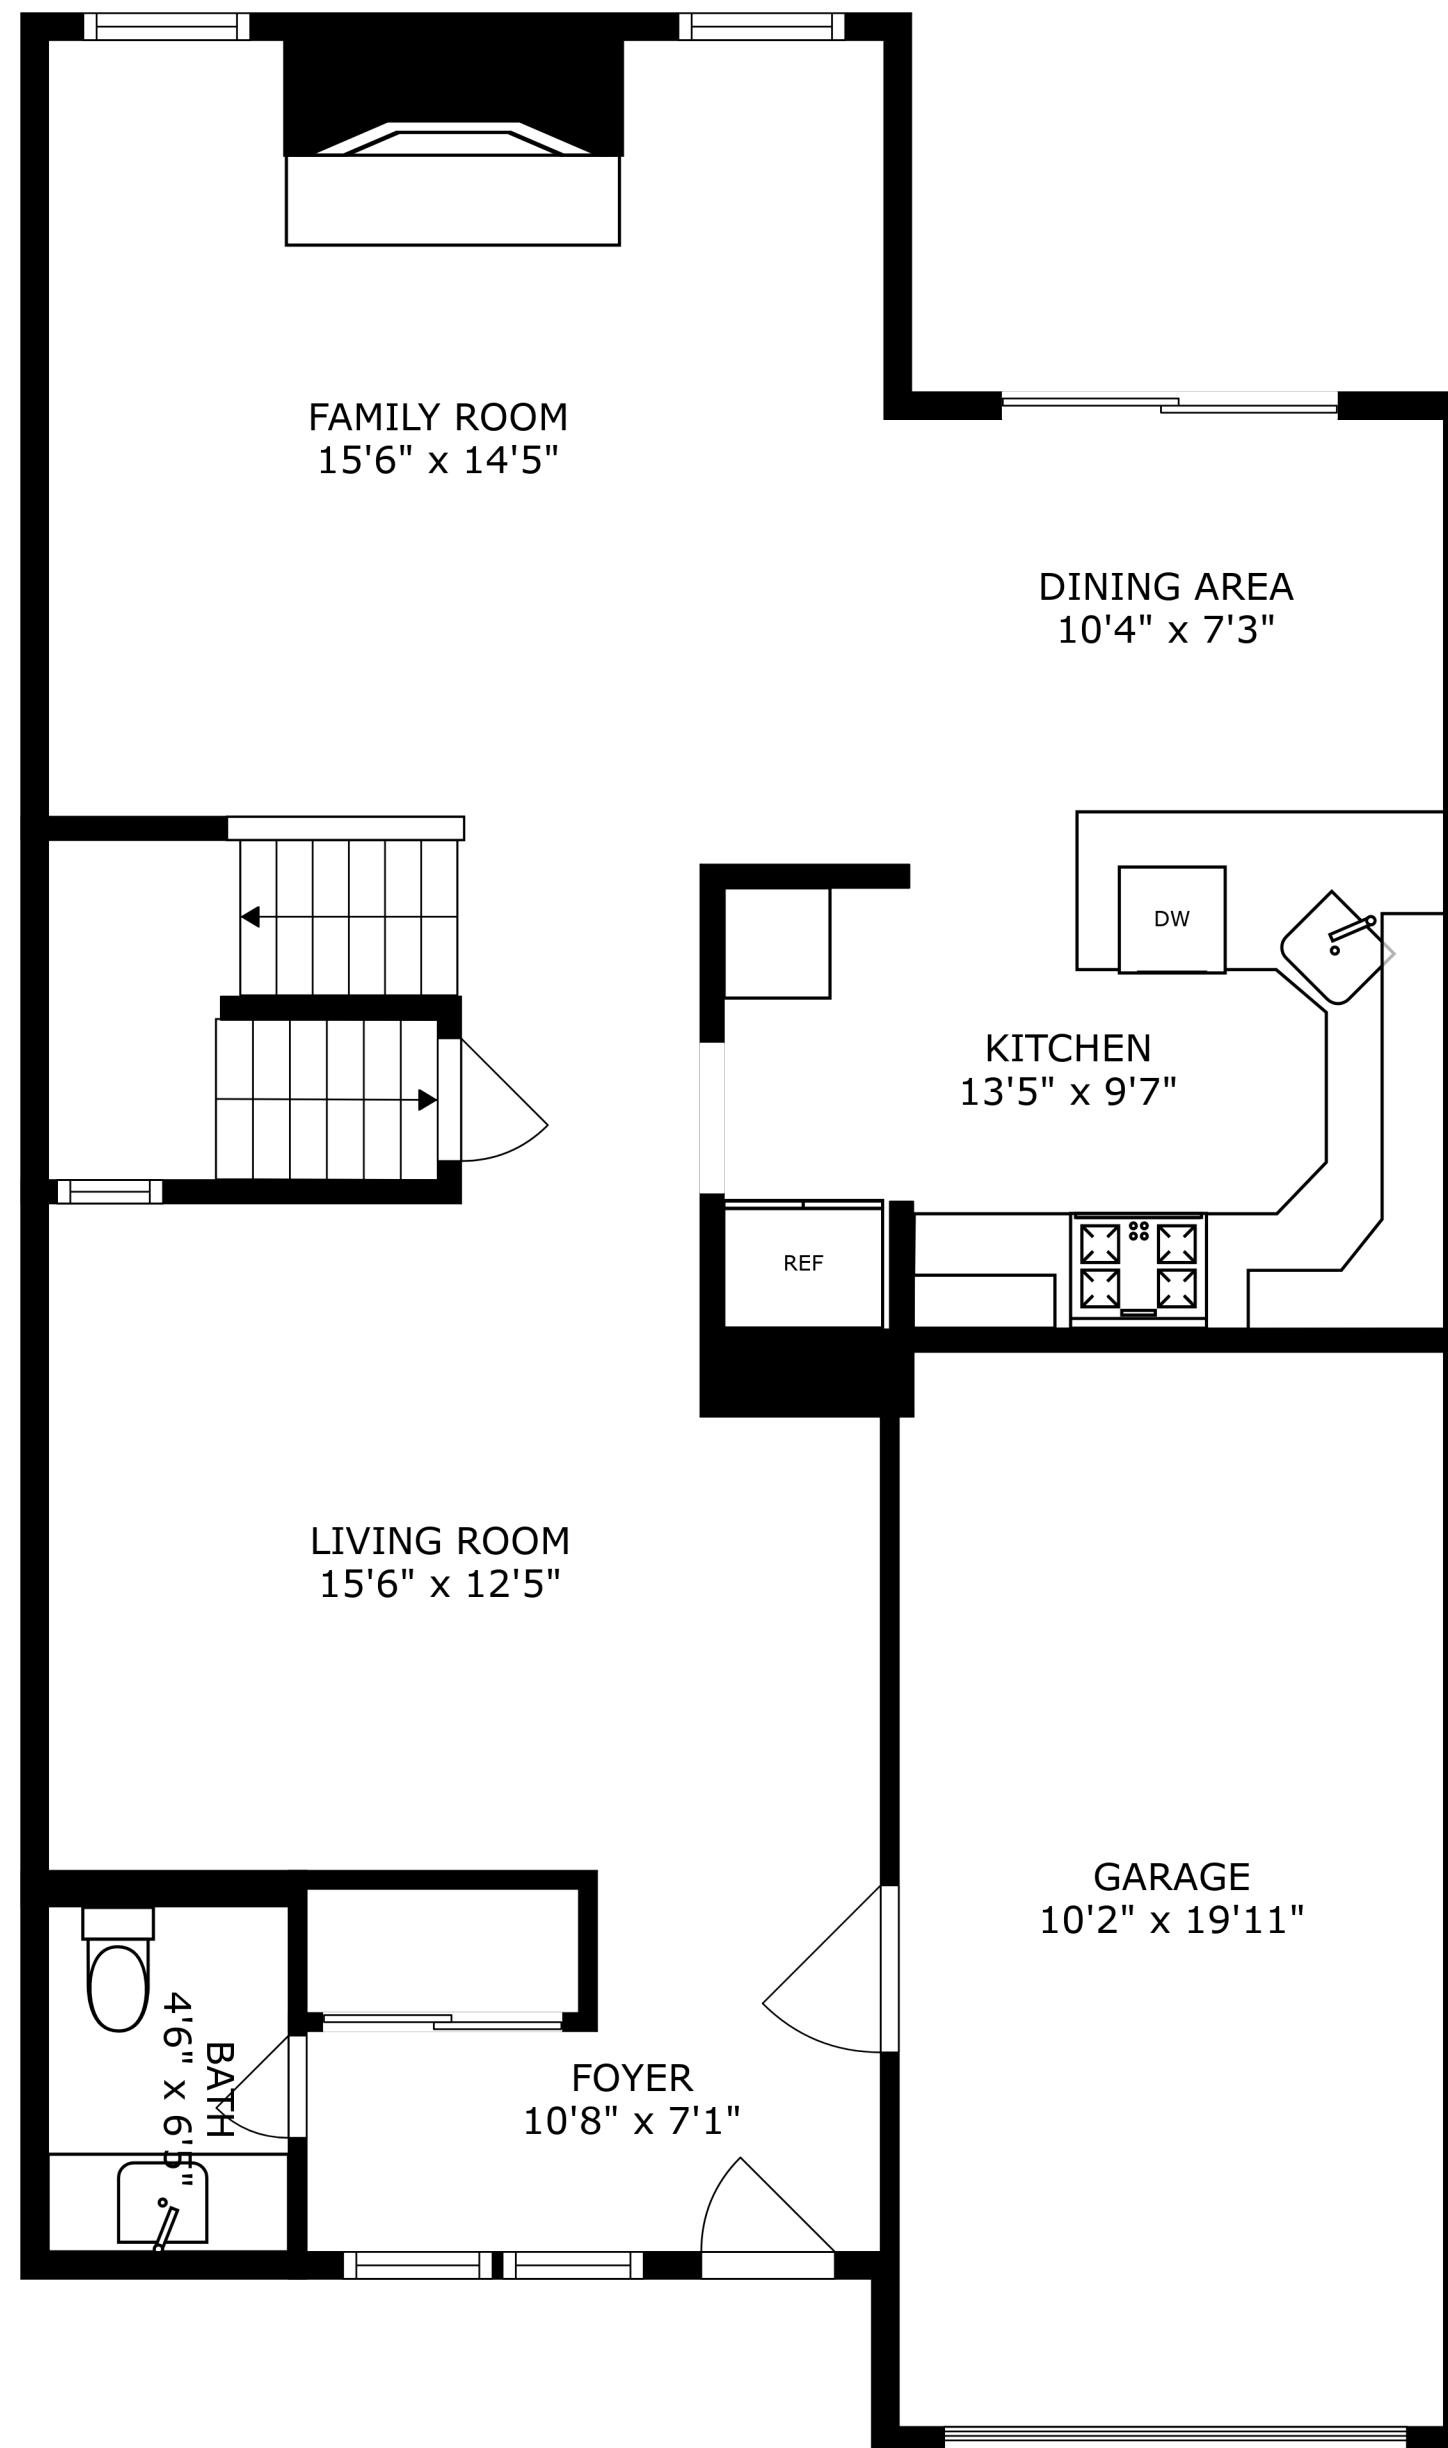 FAMILY ROOM
15'6" x 14'5"
DINING AREA
10'4" x 7'3"
DW
KITCHEN
13'5" x 9'7"
REF
LIVING ROOM
15'6" x 12'5"
GARAGE
10'2" x 19'11"
BATH
4'6" x 6'5"
FOYER
10'8" x 7'1"